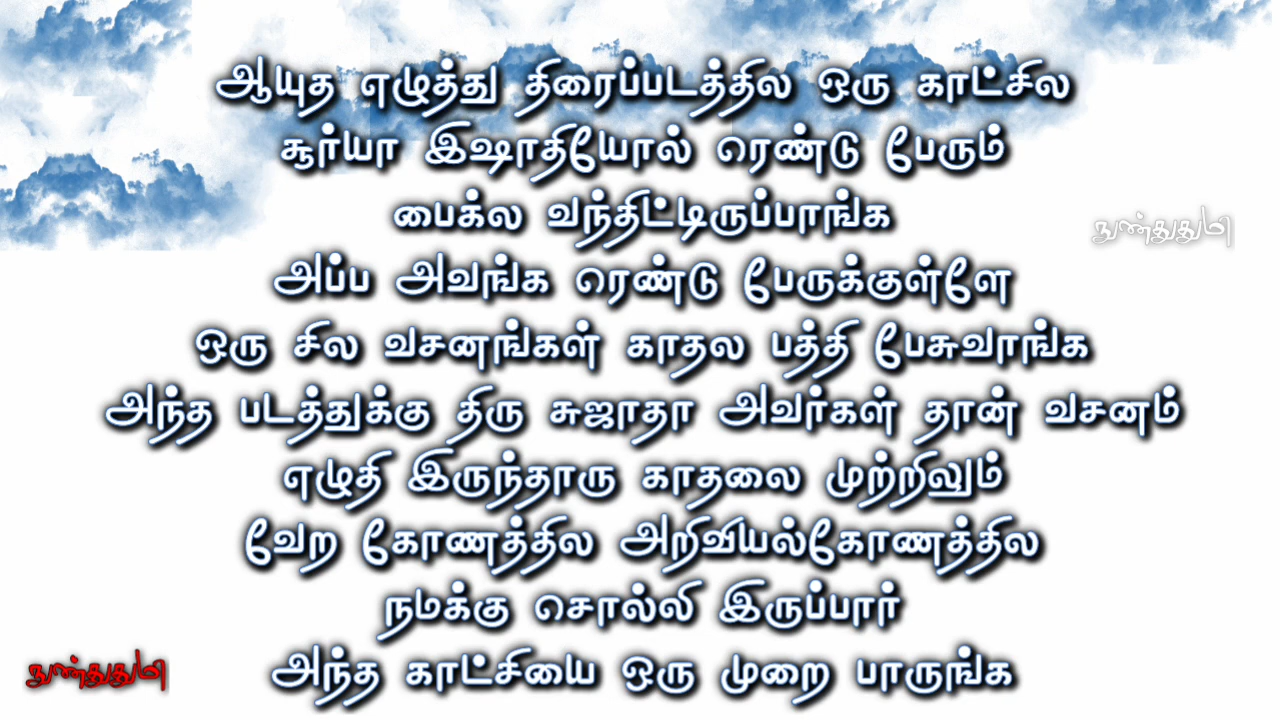 ஆயுத எழுத்து திரைப்படத்தில ஒரு காட்சில
சூர்யா இஷாதியோல் ரெண்டு பேரும்
பைக்ல வந்திட்டிருப்பாங்க
அப்ப அவங்க ரெண்டு பேருக்குள்ளே
ஒரு சில வசனங்கள் காதல பத்தி பேசுவாங்க
அந்த படத்துக்கு திரு சுஜாதா அவர்கள் தான் வசனம்
எழுதி இருந்தாரு காதலை முற்றிலும்
வேற கோணத்தில அறிவியல்கோணத்தில
நமக்கு சொல்லி இருப்பார்
அந்த காட்சியை ஒரு முறை பாருங்க